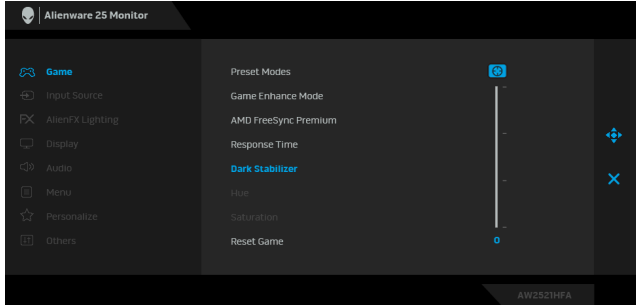 Alienware 25 Monitor
Game
Input Source
FX AlienFX Lighting
Display
Audio
Menu
Personalize
Others
Preset Modes
Game Enhance Mode
AMD FreeSync Premium
Response Time
Dark Stabilizer
Hue
Saturation
Reset Game
0
AW2521HFA